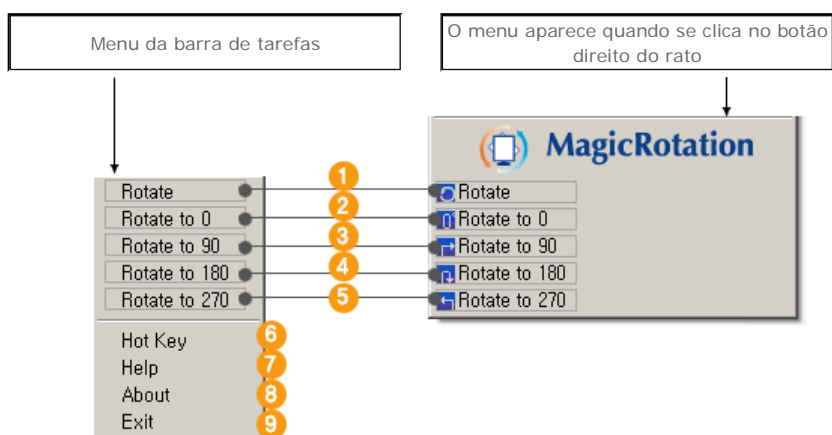 Menu da barra de tarefas
O menu aparece quando se clica no botão
direito do rato
MagicRotation
Rotate
1
Rotate
Rotate to 0
2
Rotate to 0
Rotate to 90
3
Rotate to 90
Rotate to 180
4
Rotate to 180
Rotate to 270
5
Rotate to 270
Hot Key
6
Help
7
About
8
Exit
9